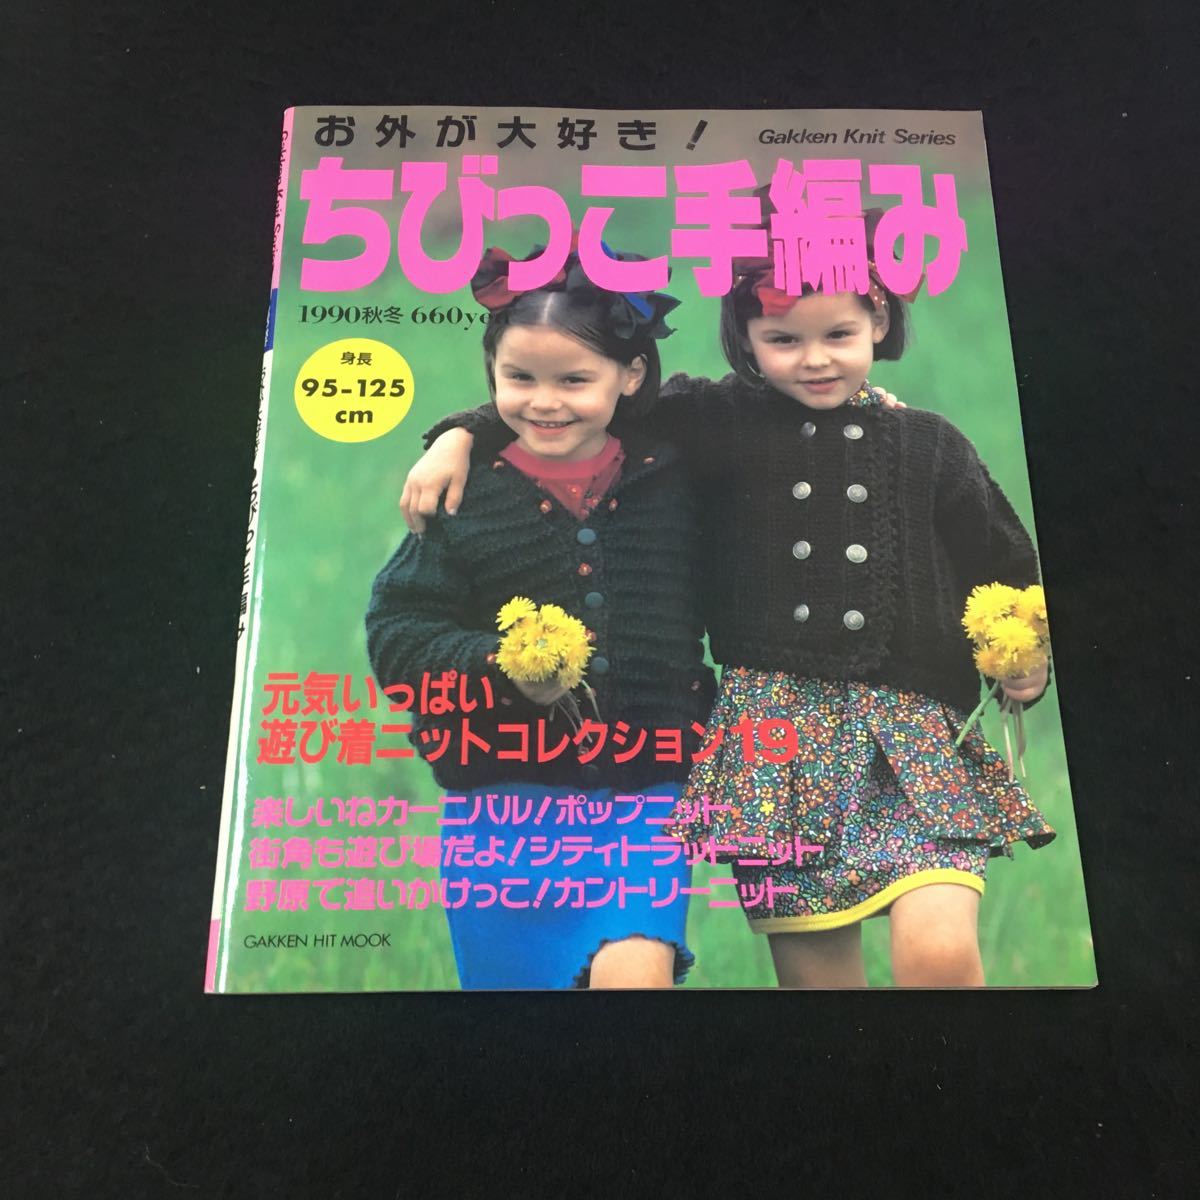 お外が大好き!
Gakken Knit Series
ちびっこ手編み
1990秋冬 660yen
身長
95-125
cm
元気いっぱい
遊び着ニットコレクション19
楽しいねカーニバル!ポップニット
街角も遊び場だよ!シティトラッドニット
野原で追いかけっこ!カントリーニット
GAKKEN HIT MOOK
Gakken Knit Series